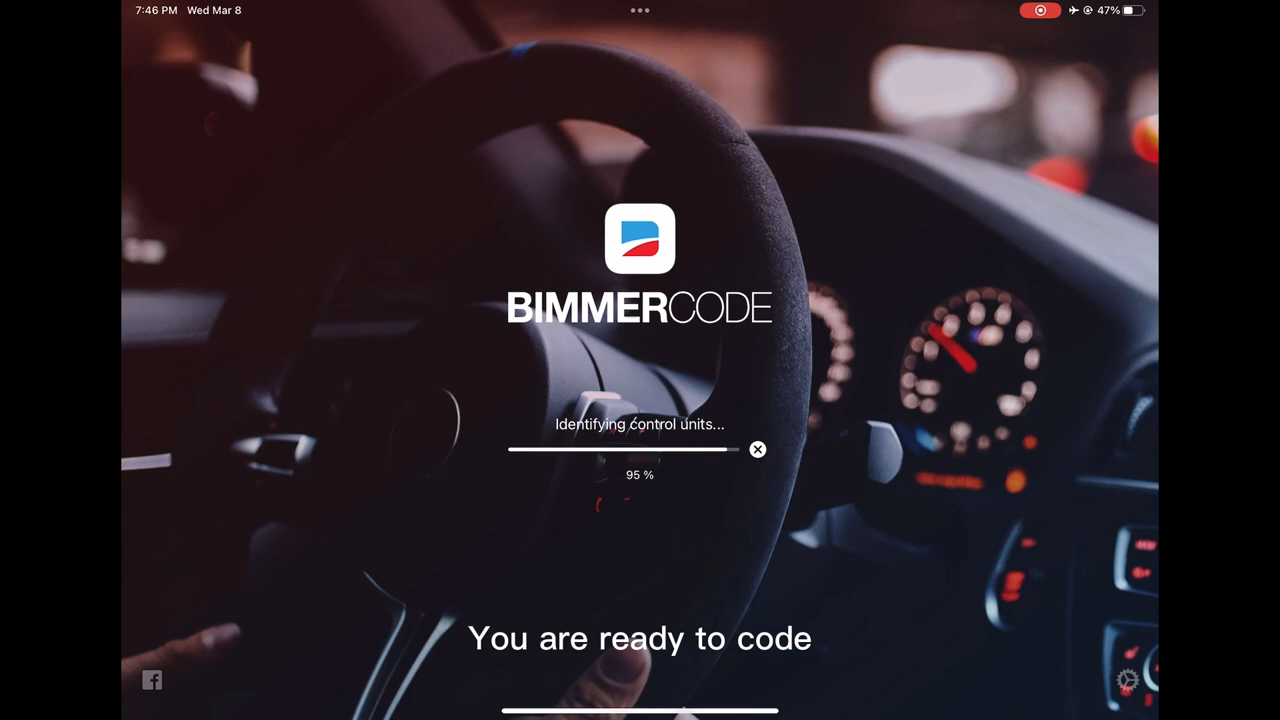 7:46 PM Wed Mar 8
47%
BIMMERCODE
Identifying control units...
95 %
You are ready to code